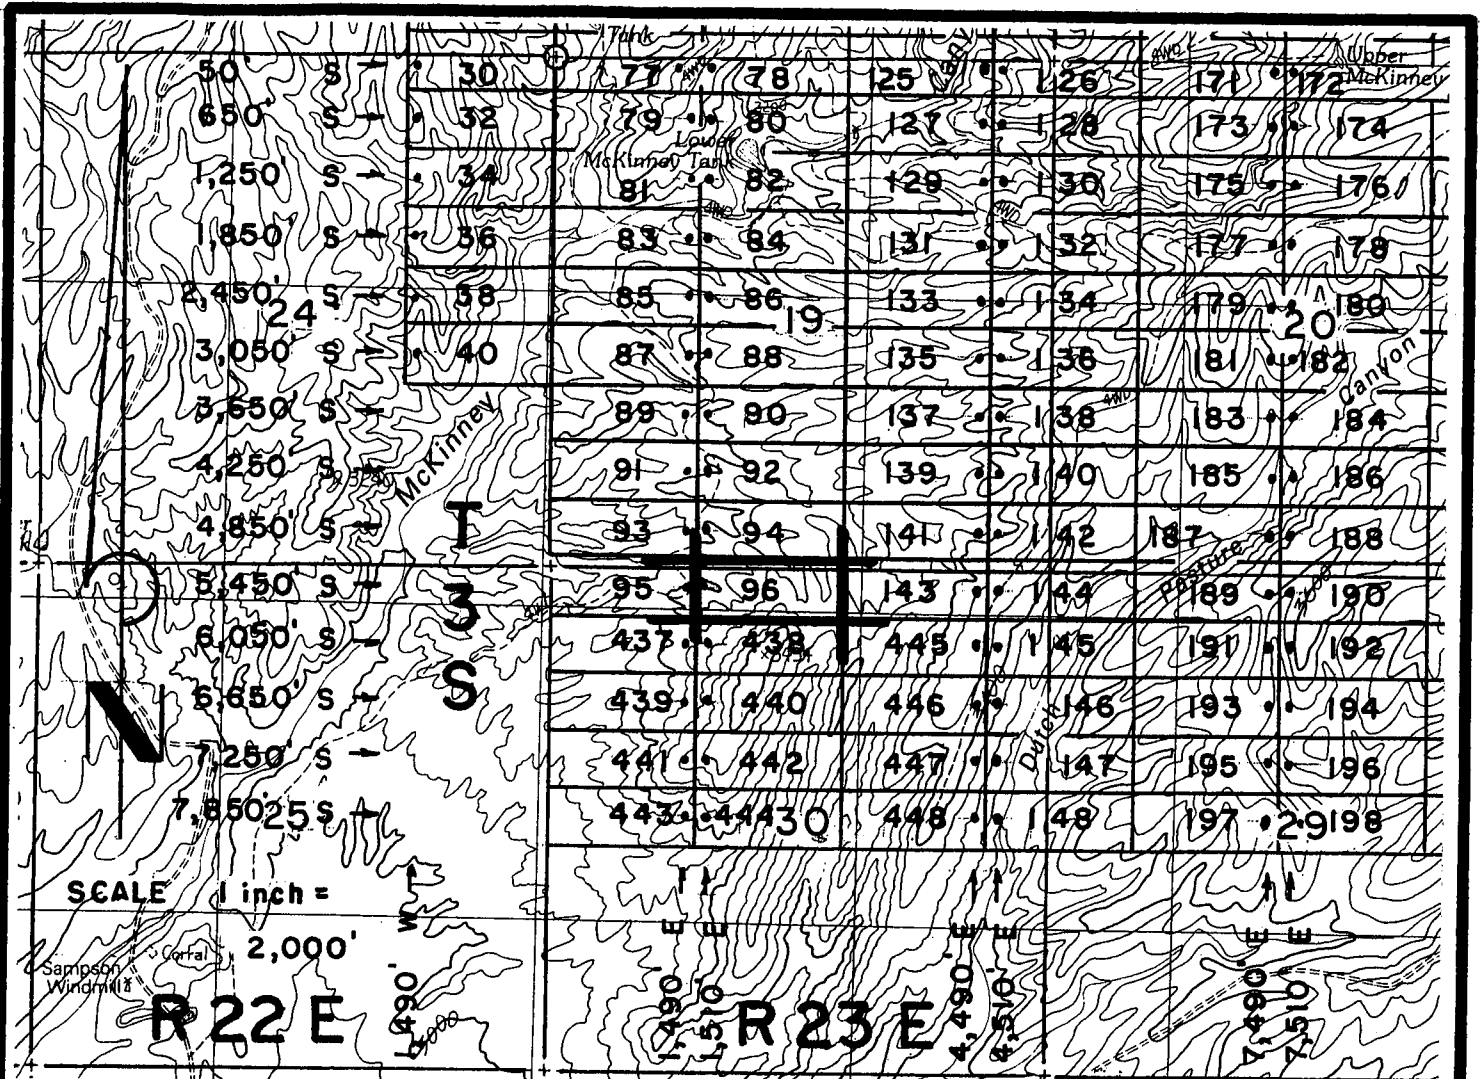 Tank
Canyon
4WD
Upper
McKinney
50' S 30 77 4WD 78 125 126 171 172
650' S 32 79 80 127 128 173 174
Lower
McKinney Tank
1,250' S 34 81 82 129 130 175 176
4WD 4WD
1,850' S 36 83 84 131 132 177 178
2,450' S 38 85 86 133 134 179 180
24 19 20
3,050' S 40 87 88 135 136 181 182
Canyon
4WD
3,650' S 89 90 137 138 183 184
McKinney
4,250' S 91 92 139 140 185 186
T
4,850' S 93 94 141 142 187 188
Pasture
5,450' S 95 96 143 144 189 190
3
6,050' S 437 438 445 145 191 192
S
6,650' S 439 440 446 146 193 194
Dutch
N
7,250' S 441 442 447 147 195 196
7,850' 25 S 443 444 30 448 148 197 29 198
SCALE 1 inch =
2,000'
Corral
Sampson
Windmill
R 22 E
1,490' W
1,490' E
1,510' E
R 23 E
4,490' E
4,510' E
7,490' E
7,510' E